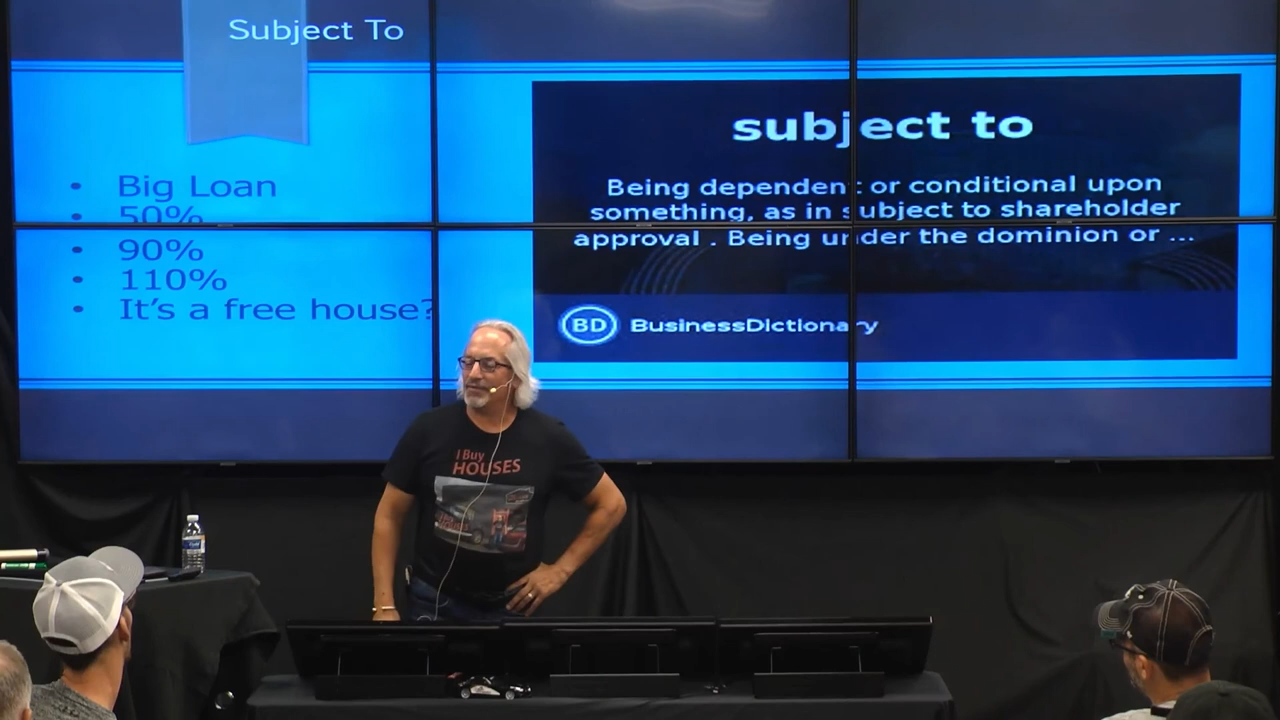 Subject To
• Big Loan
• 50%
• 90%
• 110%
• It's a free house?
subject to
Being dependent or conditional upon
something, as in subject to shareholder
approval . Being under the dominion or ...
BD BusinessDictionary
I Buy
HOUSES